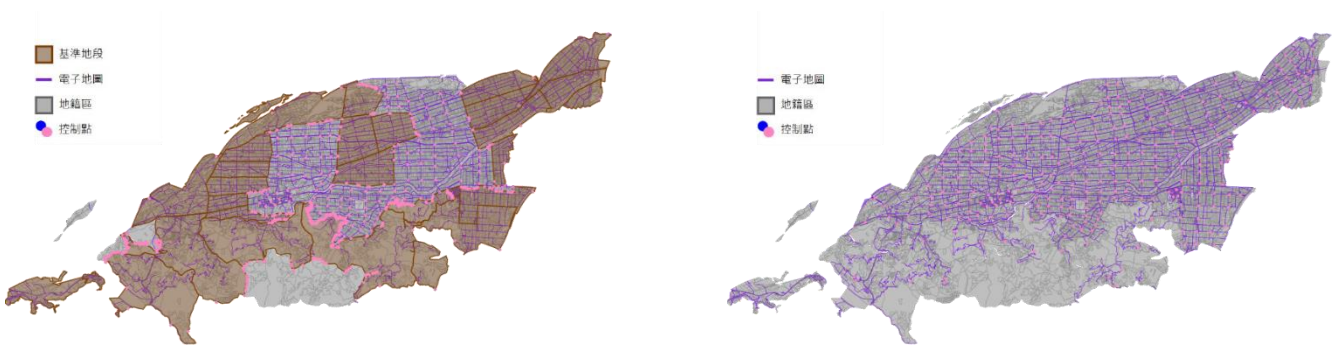 基準地段
電子地圖
地籍區
控制點
電子地圖
地籍區
控制點